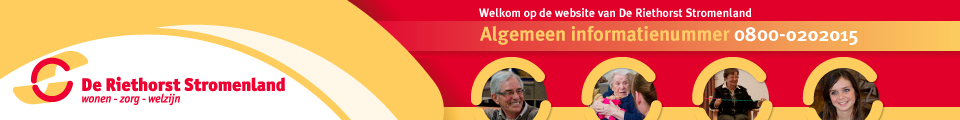 Welkom op de website van De Riethorst Stromenland
Algemeen informatienummer 0800-0202015
De Riethorst Stromenland
wonen - zorg - welzijn